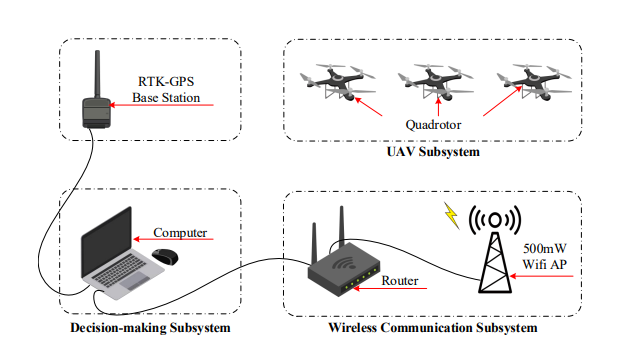 RTK-GPS
Base Station
Quadrotor
UAV Subsystem
Computer
Decision-making Subsystem
Router
500mW
Wifi AP
Wireless Communication Subsystem